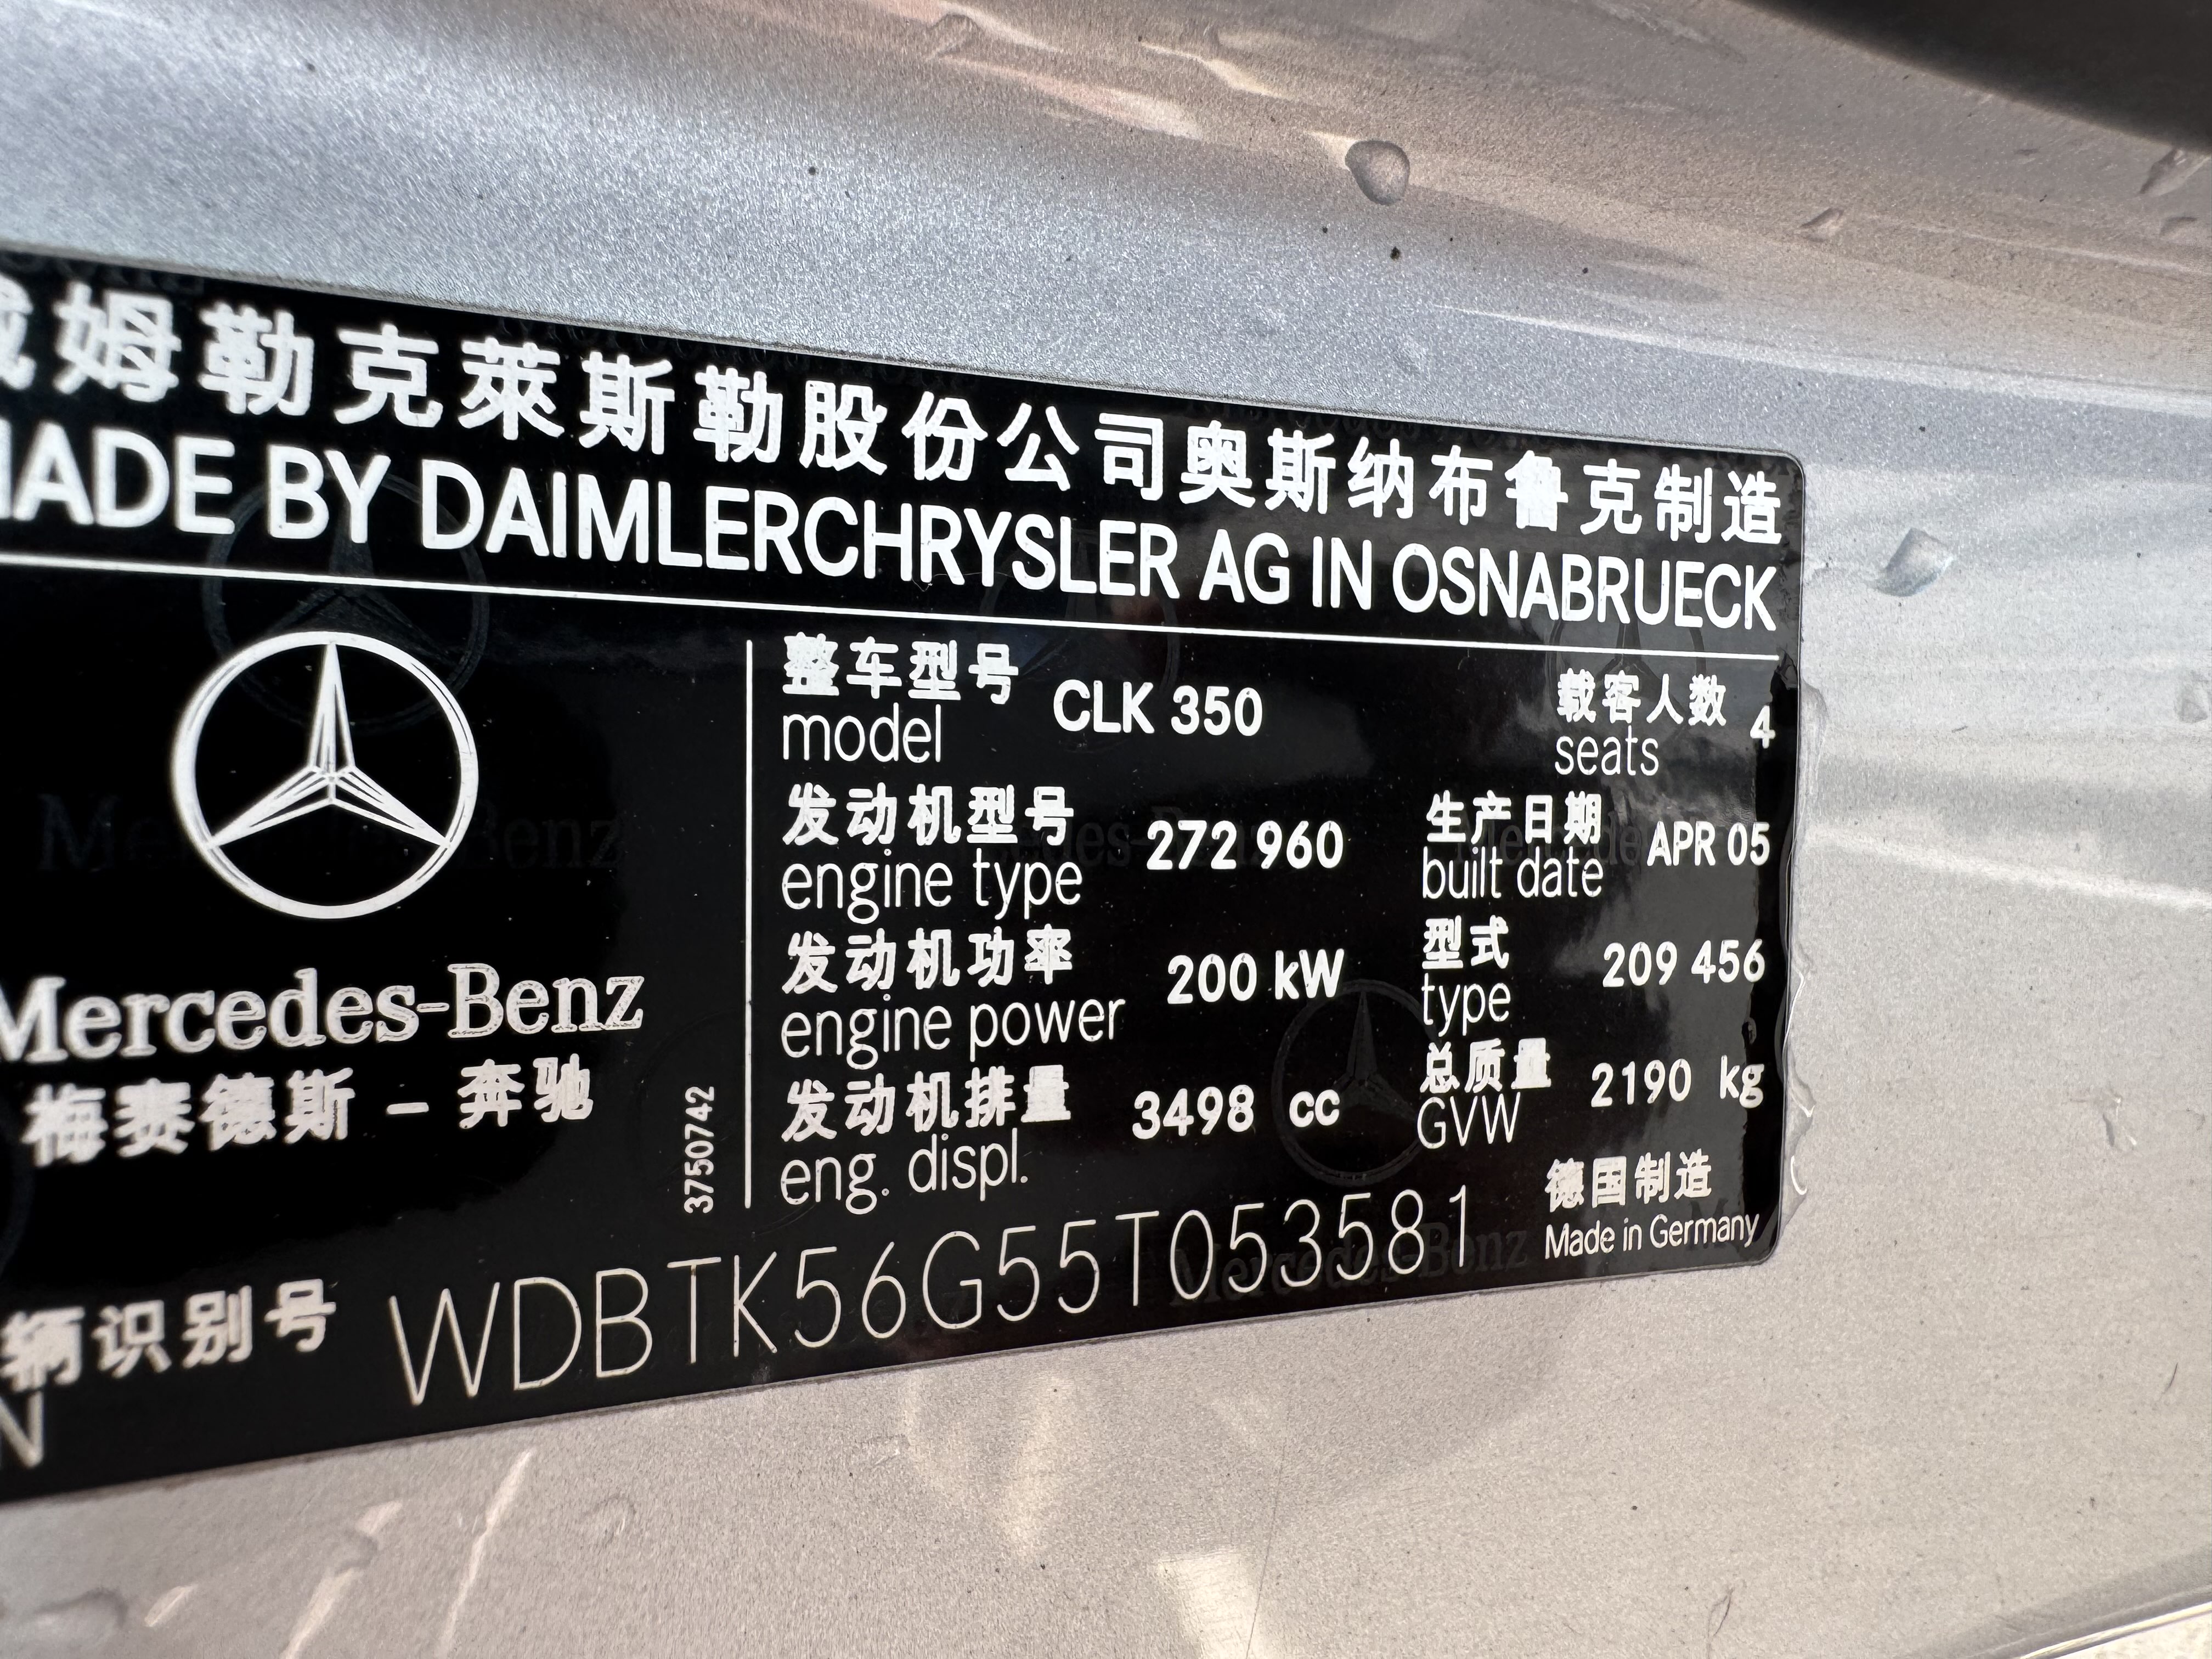 姆勒克萊斯勒股份公司奥斯纳布鲁克制造
MADE BY DAIMLERCHRYSLER AG IN OSNABRUECK
整车型号 CLK 350
model
载客人数 4
seats
发动机型号 272 960
engine type
生产日期 APR 05
built date
发动机功率 200 kW
engine power
型式 209 456
type
发动机排量 3498 cc
eng. displ.
总质量 2190 kg
GVW
Mercedes-Benz
梅赛德斯 – 奔驰
3750742
德国制造
Made in Germany
辆识别号 WDBTK56G55T053581
N